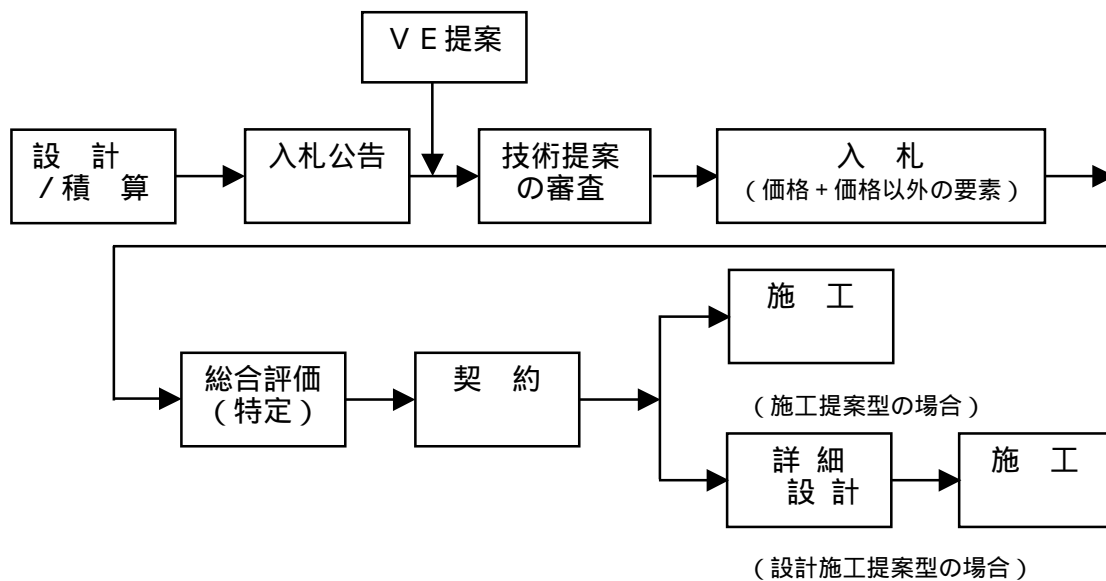 ＶＥ提案
設　計
/ 積　算
入札公告
技術提案
の審査
入　札
（価格＋価格以外の要素）
総合評価
（特定）
契　約
施　工
（施工提案型の場合）
詳 細
設 計
施　工
（設計施工提案型の場合）